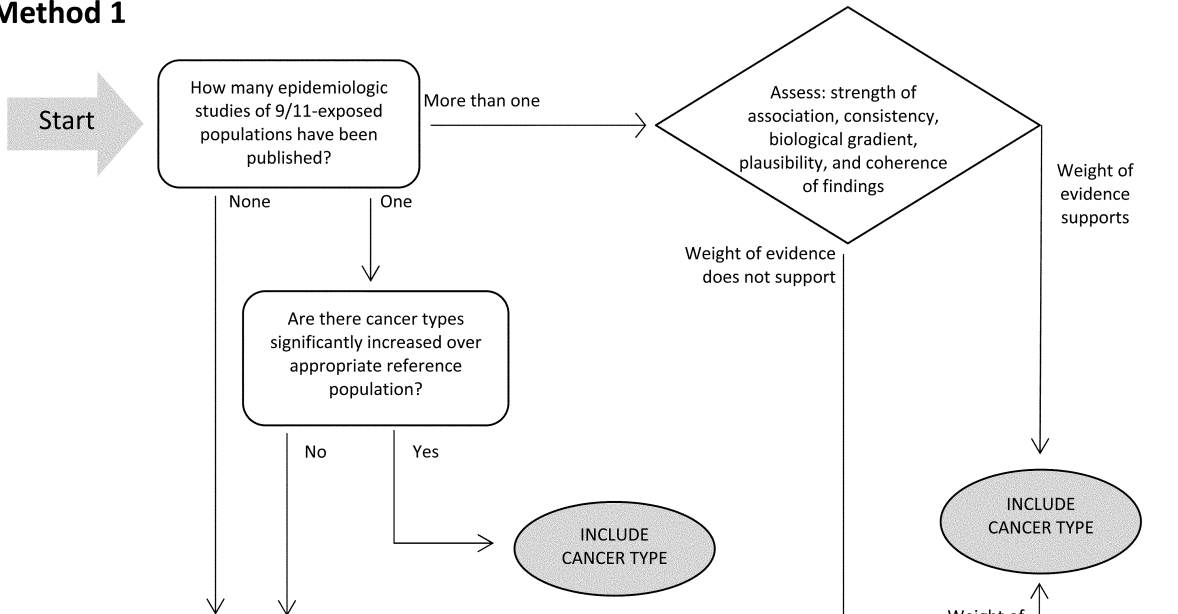 Method 1
Start
How many epidemiologic
studies of 9/11-exposed
populations have been
published?
More than one
Assess: strength of
association, consistency,
biological gradient,
plausibility, and coherence
of findings
Weight of
evidence
supports
None
One
Weight of evidence
does not support
Are there cancer types
significantly increased over
appropriate reference
population?
No
Yes
INCLUDE
CANCER TYPE
INCLUDE
CANCER TYPE
Weight of